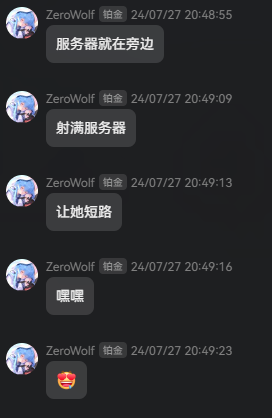 ZeroWolf 铂金 24/07/27 20:48:55
服务器就在旁边
ZeroWolf 铂金 24/07/27 20:49:09
射满服务器
ZeroWolf 铂金 24/07/27 20:49:13
让她短路
ZeroWolf 铂金 24/07/27 20:49:16
嘿嘿
ZeroWolf 铂金 24/07/27 20:49:23
😍